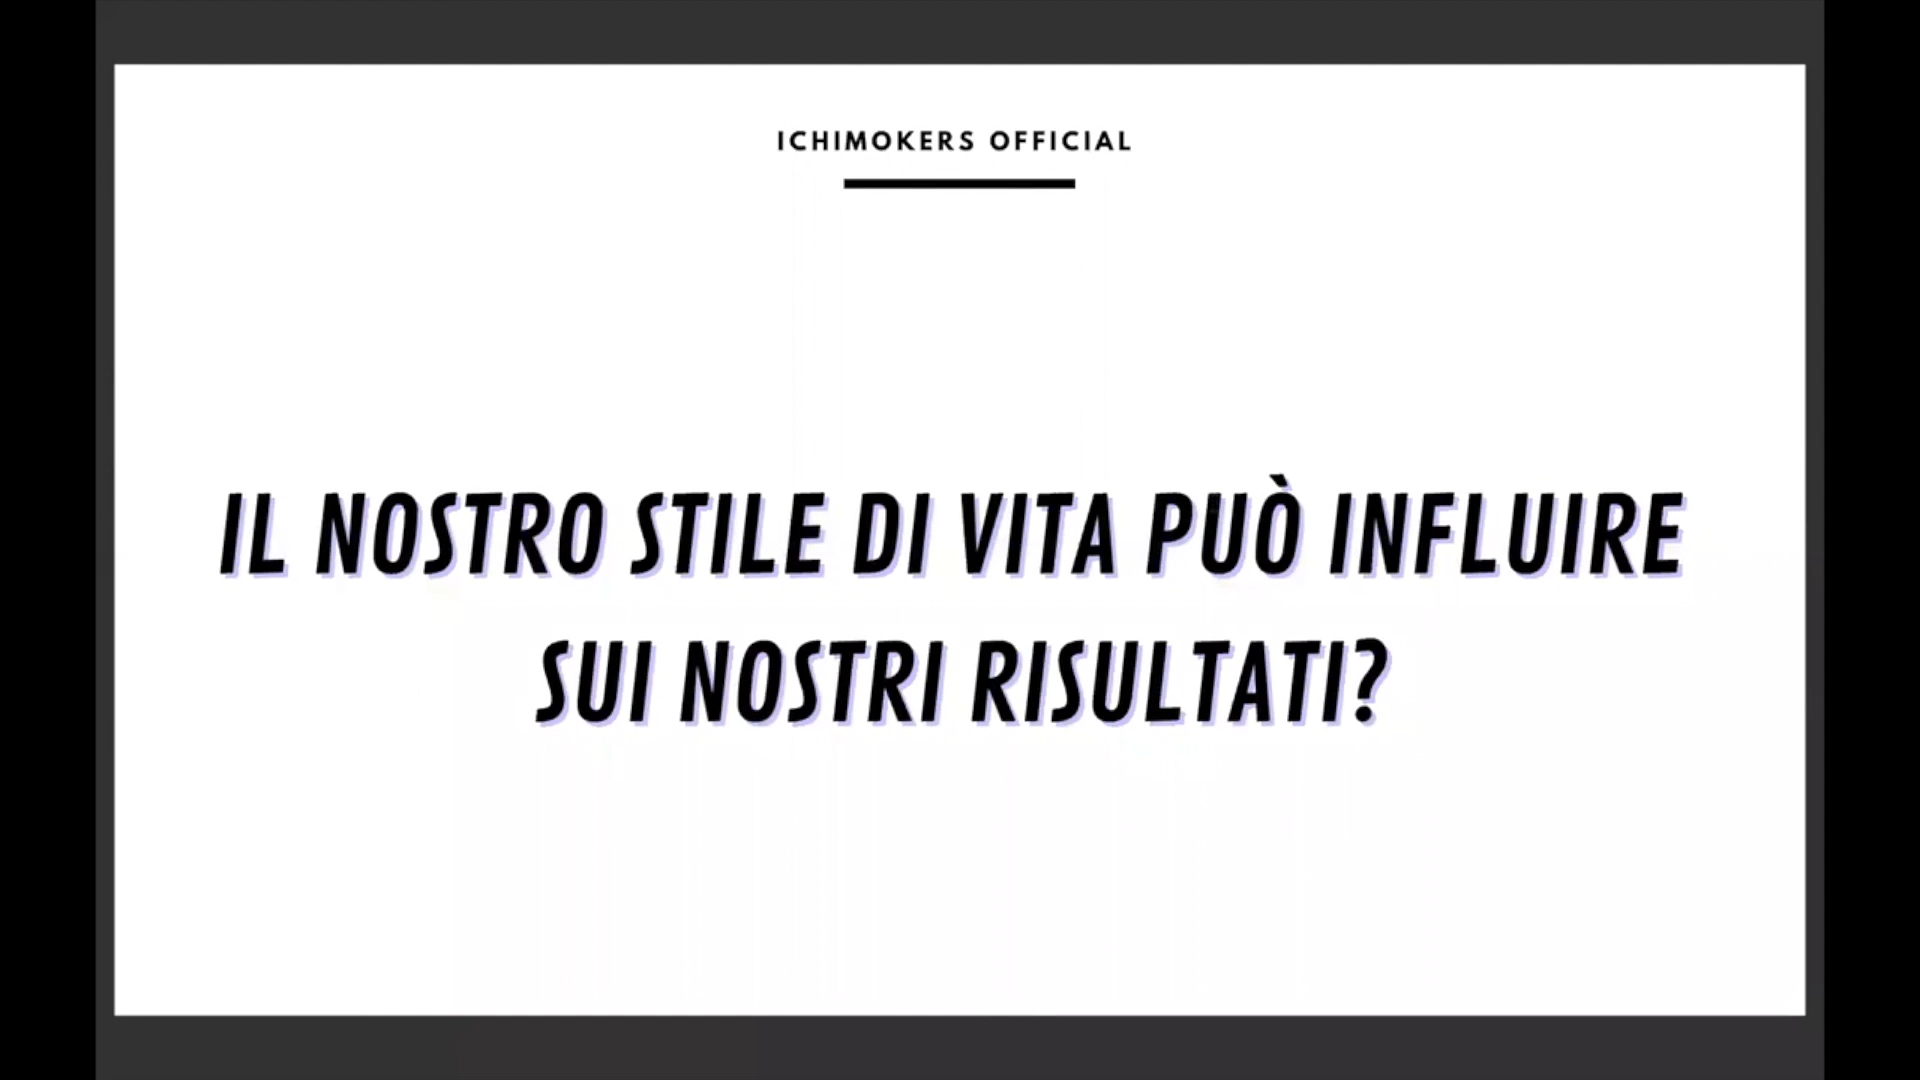 ICHIMOKERS OFFICIAL
IL NOSTRO STILE DI VITA PUÒ INFLUIRE
SUI NOSTRI RISULTATI?